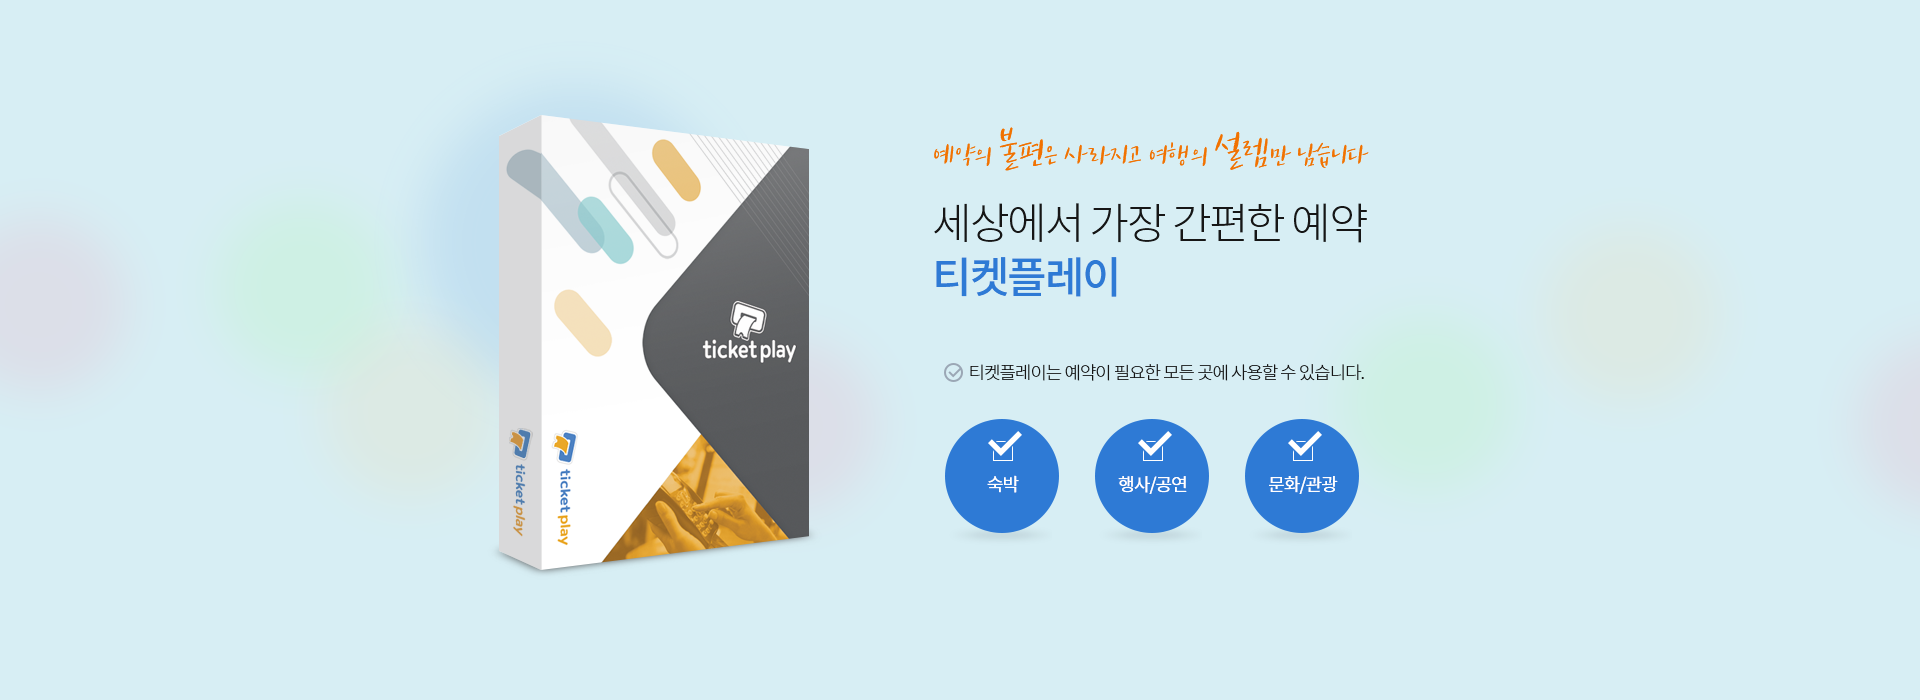 예약의 불편은 사라지고 여행의 설렘만 남습니다
세상에서 가장 간편한 예약
티켓플레이
티켓플레이는 예약이 필요한 모든 곳에 사용할 수 있습니다.
숙박
행사/공연
문화/관광
ticket play
ticket play
ticket play